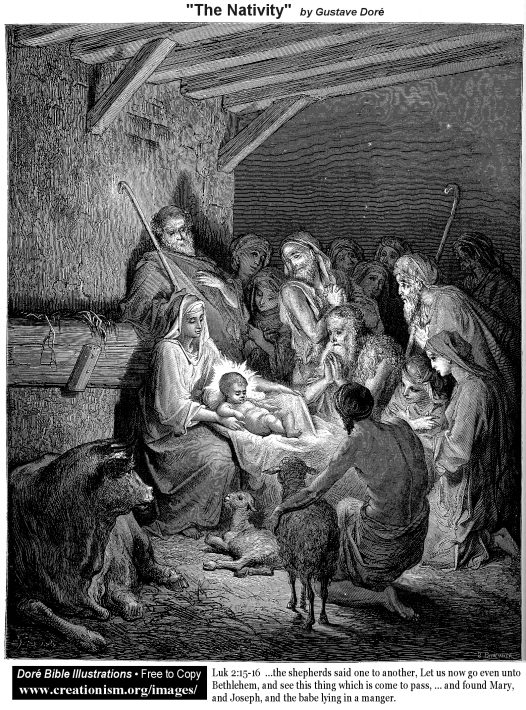 "The Nativity" by Gustave Doré
Doré Bible Illustrations • Free to Copy
www.creationism.org/images/
Luk 2:15-16 ...the shepherds said one to another, Let us now go even unto
Bethlehem, and see this thing which is come to pass, ... and found Mary,
and Joseph, and the babe lying in a manger.